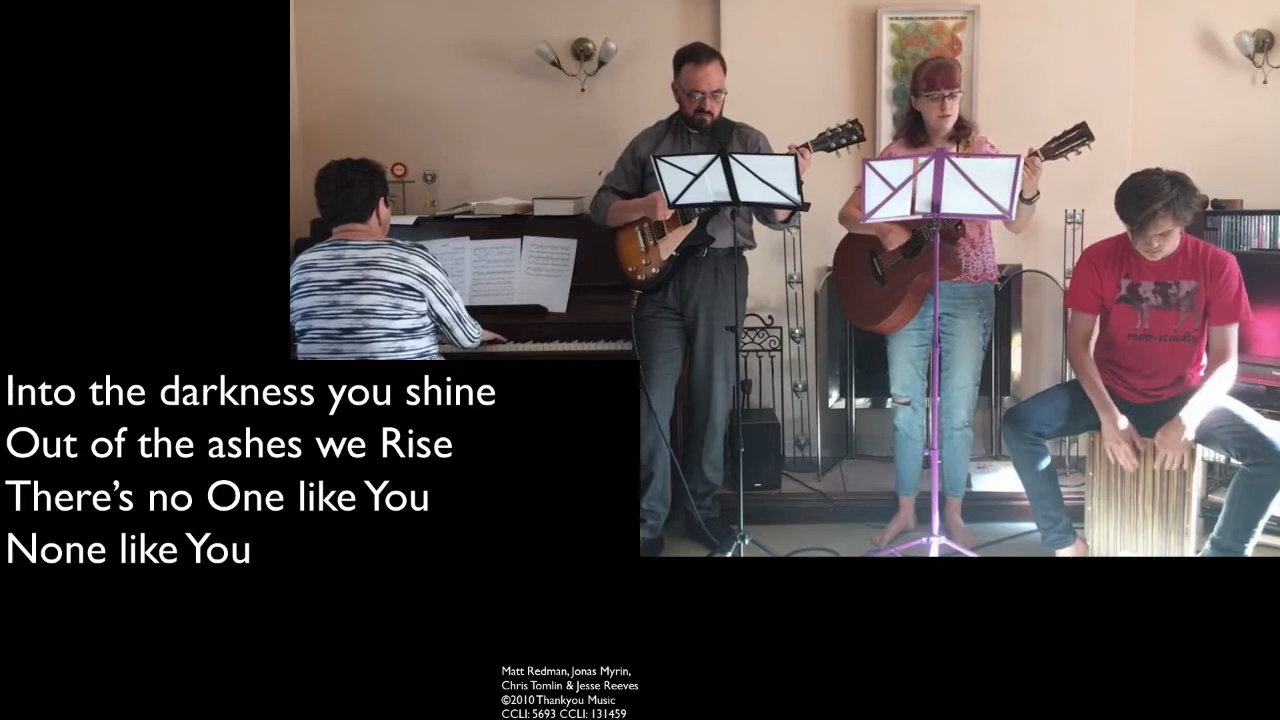 Into the darkness you shine
Out of the ashes we Rise
There's no One like You
None like You
Matt Redman, Jonas Myrin,
Chris Tomlin & Jesse Reeves
©2010 Thankyou Music
CCLI: 5693 CCLI: 131459